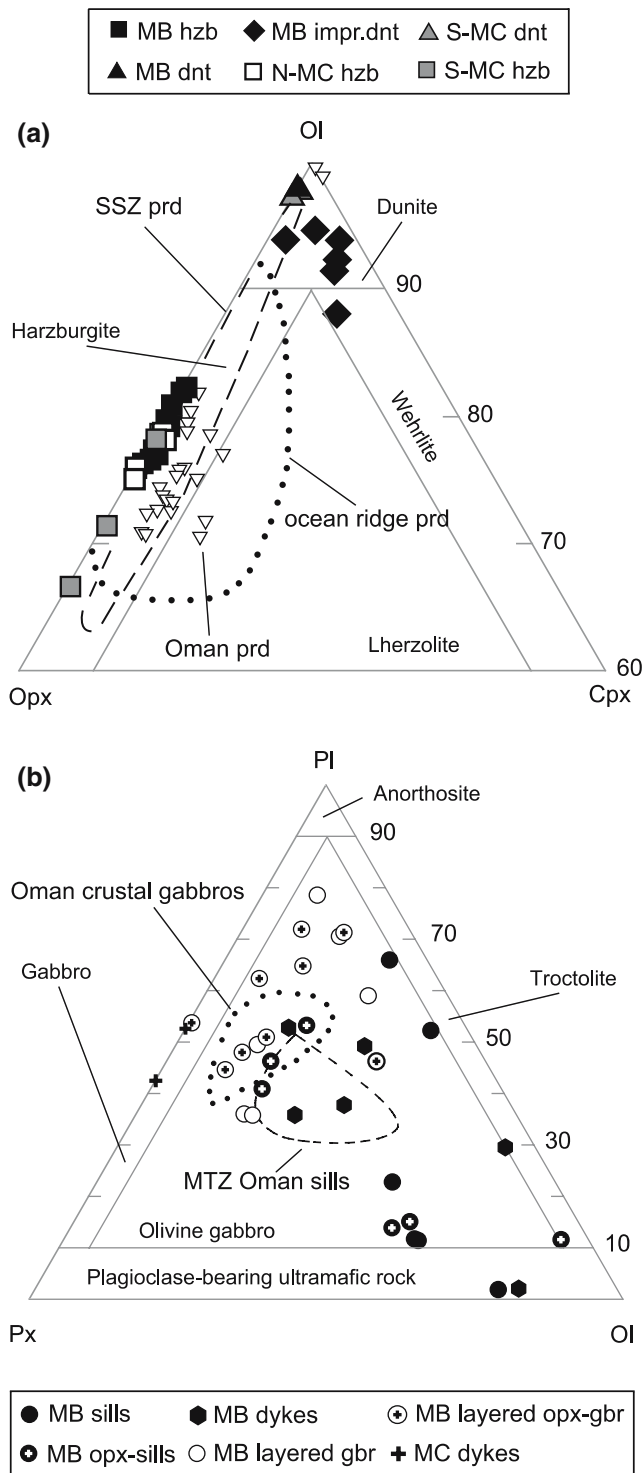 MB hzb MB impr.dnt S-MC dnt
MB dnt N-MC hzb S-MC hzb
(a)
Ol
SSZ prd
Dunite
90
Harzburgite
80
Wehrlite
ocean ridge prd
70
Oman prd
Lherzolite
60
Opx
Cpx
(b)
Pl
Anorthosite
90
Oman crustal gabbros
70
Gabbro
Troctolite
50
30
MTZ Oman sills
Olivine gabbro
10
Plagioclase-bearing ultramafic rock
Px
Ol
MB sills MB dykes MB layered opx-gbr
MB opx-sills MB layered gbr MC dykes